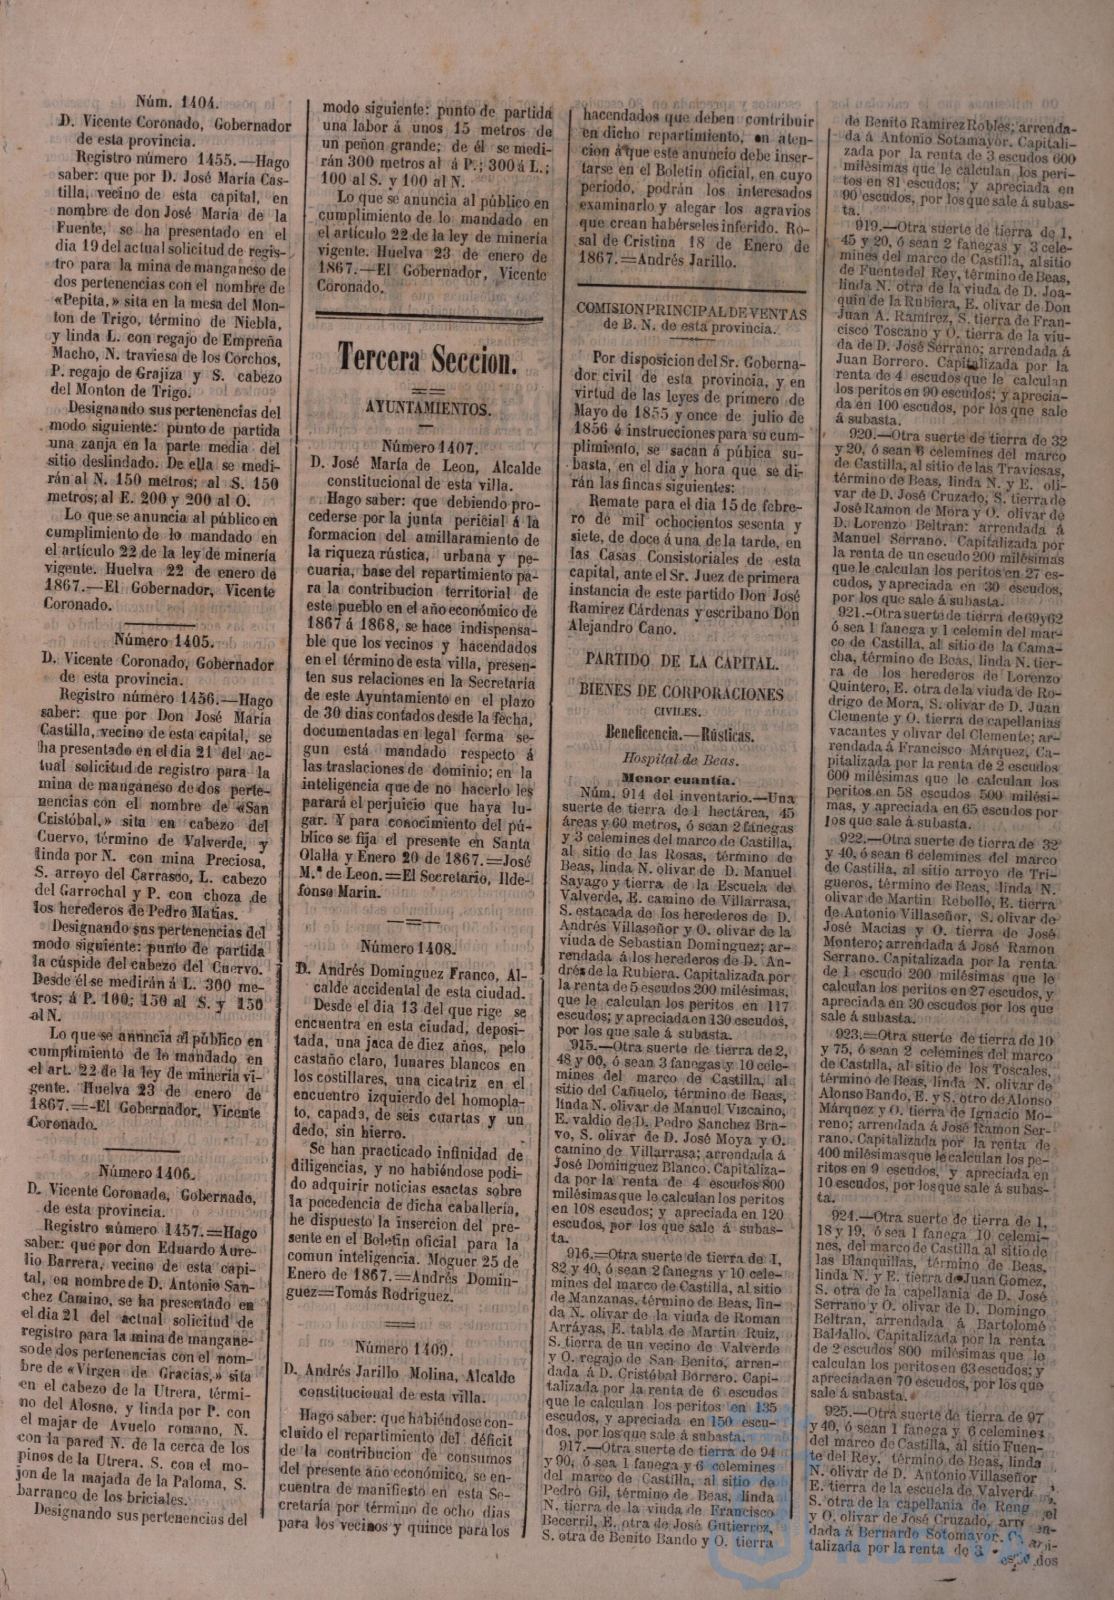 Núm. 1404.
D. Vicente Coronado, Gobernador
de esta provincia.
Registro número 1455.—Hago
saber: que por D. José María Cas-
tilla, vecino de esta capital, en
nombre de don José María de la
Fuente, se ha presentado en el
dia 19 del actual solicitud de regis-
tro para la mina de manganeso de
dos pertenencias con el nombre de
«Pepita,» sita en la mesa del Mon-
ton de Trigo, término de Niebla,
y linda L. con regajo de Empreña
Macho, N. traviesa de los Corchos,
P. regajo de Grajiza y S. cabezo
del Monton de Trigo.
Designando sus pertenencias del
modo siguiente: punto de partida
una zanja en la parte media del
sitio deslindado. De ella se medi-
rán al N. 150 metros; al S. 150
metros; al E. 200 y 200 al O.
Lo que se anuncia al público en
cumplimiento de lo mandado en
el artículo 22 de la ley de minería
vigente. Huelva 22 de enero de
1867.—El Gobernador, Vicente
Coronado.
Número 1405.
D. Vicente Coronado, Gobernador
de esta provincia.
Registro número 1456.—Hago
saber: que por Don José María
Castilla, vecino de esta capital, se
ha presentado en el dia 21 del ac-
tual solicitud de registro para la
mina de manganeso de dos perte-
nencias con el nombre de «San
Cristóbal,» sita en cabezo del
Cuervo, término de Valverde, y
linda por N. con mina Preciosa,
S. arroyo del Carrasco, L. cabezo
del Garrochal y P. con choza de
los herederos de Pedro Matias.
Designando sus pertenencias del
modo siguiente: punto de partida
la cúspide del cabezo del Cuervo.
Desde él se medirán á L. 300 me-
tros; á P. 100; 150 al S. y 150
al N.
Lo que se anuncia al público en
cumplimiento de lo mandado en
el art. 22 de la ley de minería vi-
gente. Huelva 23 de enero de
1867.=-El Gobernador, Vicente
Coronado.
Número 1406.
D. Vicente Coronado, Gobernado,
de esta provincia.
Registro número 1457.=Hago
saber: que por don Eduardo Aure-
lio Barrera, vecino de esta capi-
tal, en nombre de D. Antonio San-
chez Camino, se ha presentado en
el dia 21 del actual solicitud de
registro para la mina de mangane-
so de dos pertenencias con el nom-
bre de «Virgen de Gracias,» sita
en el cabezo de la Utrera, térmi-
no del Alosno, y linda por P. con
el majar de Avuelo romano, N.
con la pared N. de la cerca de los
pinos de la Utrera. S. con el mo-
jon de la majada de la Paloma, S.
barranco de los briciales.
Designando sus pertenencias del
modo siguiente: punto de partida
una labor á unos 15 metros de
un peñon grande; de él se medi-
rán 300 metros al á P.; 300 á L.;
100 al S. y 100 al N.
Lo que se anuncia al público en
cumplimiento de lo mandado en
el artículo 22 de la ley de minería
vigente. Huelva 23 de enero de
1867.—El Gobernador, Vicente
Coronado.
Tercera Seccion.
AYUNTAMIENTOS.
Número 1407.
D. José María de Leon, Alcalde
constitucional de esta villa.
Hago saber: que debiendo pro-
cederse por la junta pericial á la
formacion del amillaramiento de
la riqueza rústica, urbana y pe-
cuaria, base del repartimiento pa-
ra la contribucion territorial de
este pueblo en el año económico de
1867 á 1868, se hace indispensa-
ble que los vecinos y hacendados
en el término de esta villa, presen-
ten sus relaciones en la Secretaría
de este Ayuntamiento en el plazo
de 30 dias contados desde la fecha,
documentadas en legal forma se-
gun está mandado respecto á
las traslaciones de dominio; en la
inteligencia que de no hacerlo les
parará el perjuicio que haya lu-
gar. Y para conocimiento del pú-
blico se fija el presente en Santa
Olalla y Enero 20 de 1867.=José
M.ª de Leon.=El Secretario, Ilde-
fonso Marin.
Número 1408.
D. Andrés Dominguez Franco, Al-
calde accidental de esta ciudad.
Desde el dia 13 del que rige se
encuentra en esta ciudad, deposi-
tada, una jaca de diez años, pelo
castaño claro, lunares blancos en
los costillares, una cicatriz en el
encuentro izquierdo del homopla-
to, capada, de seis cuartas y un
dedo, sin hierro.
Se han practicado infinidad de
diligencias, y no habiéndose podi-
do adquirir noticias esactas sobre
la pocedencia de dicha caballería,
he dispuesto la insercion del pre-
sente en el Boletin oficial para la
comun inteligencia. Moguer 25 de
Enero de 1867.=Andrés Domin-
guez=Tomás Rodriguez.
Número 1409.
D. Andrés Jarillo Molina, Alcalde
constitucional de esta villa.
Hago saber: que habiéndose con-
cluido el repartimiento del déficit
de la contribucion de consumos
del presente año económico, se en-
cuentra de manifiesto en esta Se-
cretaría por término de ocho dias
para los vecinos y quince para los
hacendados que deben contribuir
en dicho repartimiento, en aten-
cion á que este anuncio debe inser-
tarse en el Boletin oficial, en cuyo
período, podrán los interesados
examinarlo y alegar los agravios
que crean habérseles inferido. Ro-
sal de Cristina 18 de Enero de
1867.=Andrés Jarillo.
COMISION PRINCIPAL DE VENTAS
de B. N. de esta provincia.
Por disposicion del Sr. Goberna-
dor civil de esta provincia, y en
virtud de las leyes de primero de
Mayo de 1855 y once de julio de
1856 é instrucciones para su cum-
plimiento, se sacan á púbica su-
basta, en el dia y hora que se di-
rán las fincas siguientes:
Remate para el dia 15 de febre-
ro de mil ochocientos sesenta y
siete, de doce á una de la tarde, en
las Casas Consistoriales de esta
capital, ante el Sr. Juez de primera
instancia de este partido Don José
Ramirez Cárdenas y escribano Don
Alejandro Cano.
PARTIDO DE LA CAPITAL.
BIENES DE CORPORACIONES
CIVILES.
Beneficencia.—Rústicas.
Hospital de Beas.
Menor cuantía.
Núm. 914 del inventario.—Una
suerte de tierra de 1 hectárea, 45
áreas y 60 metros, ó sean 2 fanegas
y 3 celemines del marco de Castilla,
al sitio de las Rosas, término de
Beas, linda N. olivar de D. Manuel
Sayago y tierra de la Escuela de
Valverde, E. camino de Villarrasa,
S. estacada de los herederos de D.
Andrés Villaseñor y O. olivar de la
viuda de Sebastian Dominguez; ar-
rendada á los herederos de D. An-
drés de la Rubiera. Capitalizada por
la renta de 5 escudos 200 milésimas,
que le calculan los peritos en 117
escudos; y apreciada en 130 escudos,
por los que sale á subasta.
915.—Otra suerte de tierra de 2,
48 y 00, ó sean 3 fanegas y 10 cele-
mines del marco de Castilla, al
sitio del Cañuelo, término de Beas,
linda N. olivar de Manuel Vizcaino,
E. valdio de D. Pedro Sanchez Bra-
vo, S. olivar de D. José Moya y O.
camino de Villarrasa; arrendada á
José Dominguez Blanco. Capitaliza-
da por la renta de 4 escudos 800
milésimas que le calculan los peritos
en 108 escudos; y apreciada en 120
escudos, por los que sale á subas-
ta.
916.=Otra suerte de tierra de 1,
82 y 40, ó sean 2 fanegas y 10 cele-
mines del marco de Castilla, al sitio
de Manzanas, término de Beas, lin-
da N. olivar de la viuda de Roman
Arráyas, E. tabla de Martin Ruiz,
S. tierra de un vecino de Valverde
y O. regajo de San Benito, arren-
dada á D. Cristóbal Borrero. Capi-
talizada por la renta de 6 escudos
que le calculan los peritos en 135
escudos, y apreciada en 150 escu-
dos, por los que sale á subasta.
917.—Otra suerte de tierra de 94
y 90, ó sea 1 fanega y 6 celemines
del marco de Castilla, al sitio de
Pedro Gil, término de Beas, linda
N. tierra de la viuda de Francisco
Becerril, E. otra de José Gutierrez,
S. otra de Benito Bando y O. tierra
de Benito Ramirez Robles; arrenda-
da á Antonio Sotamayor. Capitali-
zada por la renta de 3 escudos 600
milésimas que le calculan los peri-
tos en 81 escudos; y apreciada en
90 escudos, por los que sale á subas-
ta.
919.—Otra suerte de tierra de 1,
45 y 20, ó sean 2 fanegas y 3 cele-
mines del marco de Castilla, al sitio
de Fuente del Rey, término de Beas,
linda N. otra de la viuda de D. Joa-
quin de la Rubiera, E. olivar de Don
Juan A. Ramírez, S. tierra de Fran-
cisco Toscano y O. tierra de la viu-
da de D. José Serrano; arrendada á
Juan Borrero. Capitalizada por la
renta de 4 escudos que le calculan
los peritos en 90 escudos; y aprecia-
da en 100 escudos, por los que sale
á subasta.
920.—Otra suerte de tierra de 32
y 20, ó sean 6 celemines del marco
de Castilla, al sitio de las Traviesas,
término de Beas, linda N. y E. oli-
var de D. José Cruzado, S. tierra de
José Ramon de Mora y O. olivar de
D. Lorenzo Beltran: arrendada á
Manuel Serrano. Capitalizada por
la renta de un escudo 200 milésimas
que le calculan los peritos en 27 es-
cudos, y apreciada en 30 escudos,
por los que sale á subasta.
921.—Otra suerte de tierra de 69 y 62
ó sea 1 fanega y 1 celemin del mar-
co de Castilla, al sitio de la Cama-
cha, término de Beas, linda N. tier-
ra de los herederos de Lorenzo
Quintero, E. otra de la viuda de Ro-
drigo de Mora, S. olivar de D. Juan
Clemente y O. tierra de capellanías
vacantes y olivar del Clemente; ar-
rendada á Francisco Márquez, Ca-
pitalizada por la renta de 2 escudos
600 milésimas que le calculan los
peritos en 58 escudos 500 milési-
mas, y apreciada en 65 escudos por
los que sale á subasta.
922.—Otra suerte de tierra de 32
y 40, ó sean 6 celemines del marco
de Castilla, al sitio arroyo de Tri-
gueros, término de Beas, linda N.
olivar de Martin Rebollo, E. tierra
de Antonio Villaseñor, S. olivar de
José Macias y O. tierra de José
Montero; arrendada á José Ramon
Serrano. Capitalizada por la renta
de 1 escudo 200 milésimas que le
calculan los peritos en 27 escudos, y
apreciada en 30 escudos por los que
sale á subasta.
923.=Otra suerte de tierra de 10
y 75, ó sean 2 celemines del marco
de Castilla, al sitio de los Toscales,
término de Beas, linda N. olivar de
Alonso Bando, E. y S. otro de Alonso
Márquez y O. tierra de Ignacio Mo-
reno; arrendada á José Ramon Ser-
rano. Capitalizada por la renta de
400 milésimas que le calculan los pe-
ritos en 9 escudos, y apreciada en
10 escudos, por los que sale á subas-
ta.
924.—Otra suerte de tierra de 1,
18 y 19, ó sea 1 fanega 10 celemi-
nes, del marco de Castilla al sitio de
las Blanquillas, término de Beas,
linda N. y E. tierra de Juan Gomez,
S. otra de la capellania de D. José
Serrano y O. olivar de D. Domingo
Beltran, arrendada á Bartolomé
Baldallo. Capitalizada por la renta
de 2 escudos 800 milésimas que le
calculan los peritos en 63 escudos; y
apreciada en 70 escudos, por los que
sale á subasta.
925.—Otra suerte de tierra de 97
y 40, ó sean 1 fanega y 6 celemines
del marco de Castilla, al sitio Fuen-
te del Rey, término de Beas, linda
N. olivar de D. Antonio Villaseñor
E. tierra de la escuela de Valverde
S. otra de la capellania de
y O. olivar de José Cruzado,
dada á Bernardo Sotomayor.
talizada por la renta de 3